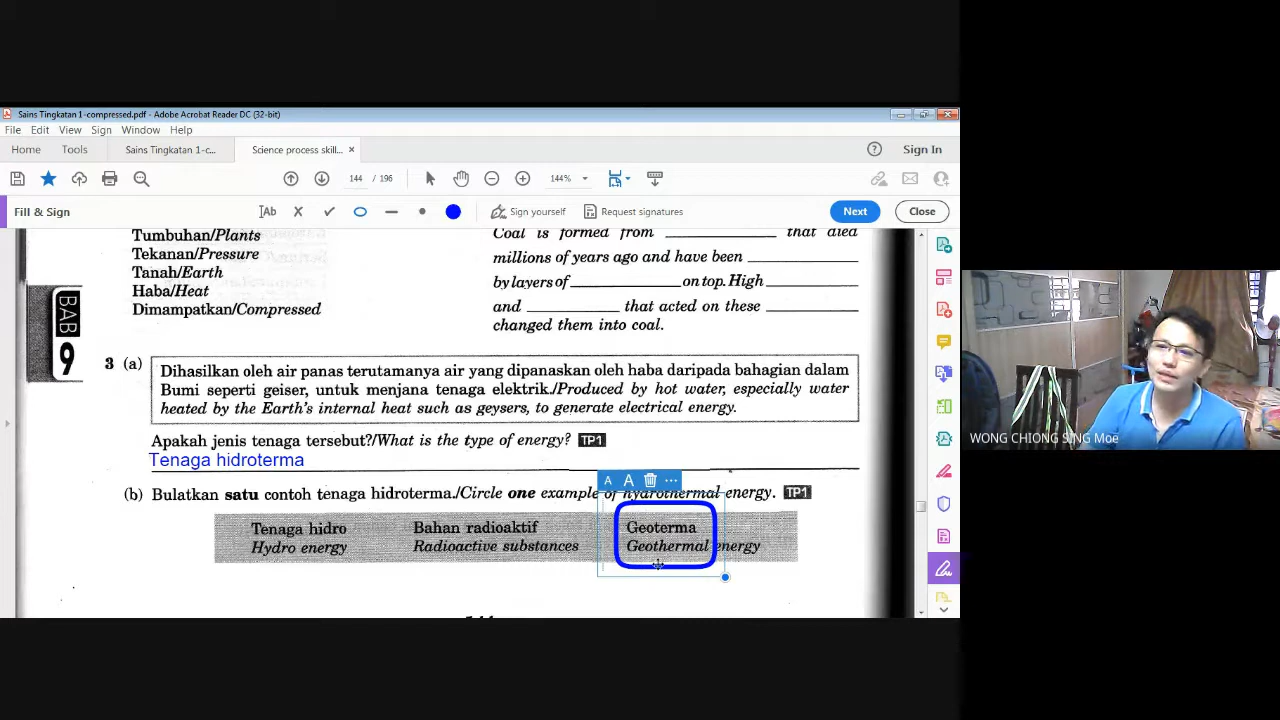 Sains Tingkatan 1-compressed.pdf - Adobe Acrobat Reader DC (32-bit)
File Edit View Sign Window Help
Home Tools Sains Tingkatan 1-c... Science process skill... × Sign In
144 / 196 144%
Fill & Sign Ab Sign yourself Request signatures Next Close
Tumbuhan/Plants
Tekanan/Pressure
Tanah/Earth
Haba/Heat
Dimampatkan/Compressed
Coal is formed from ____________ that died
millions of years ago and have been ____________
by layers of ____________ on top. High ____________
and ____________ that acted on these ____________
changed them into coal.
BAB
9
3 (a) Dihasilkan oleh air panas terutamanya air yang dipanaskan oleh haba daripada bahagian dalam
Bumi seperti geiser, untuk menjana tenaga elektrik./Produced by hot water, especially water
heated by the Earth's internal heat such as geysers, to generate electrical energy.
Apakah jenis tenaga tersebut?/What is the type of energy? TP1
Tenaga hidroterma
A A
(b) Bulatkan satu contoh tenaga hidroterma./Circle one example of hydrothermal energy. TP1
Tenaga hidro Bahan radioaktif Geoterma
Hydro energy Radioactive substances Geothermal energy
WONG CHIONG SING Moe